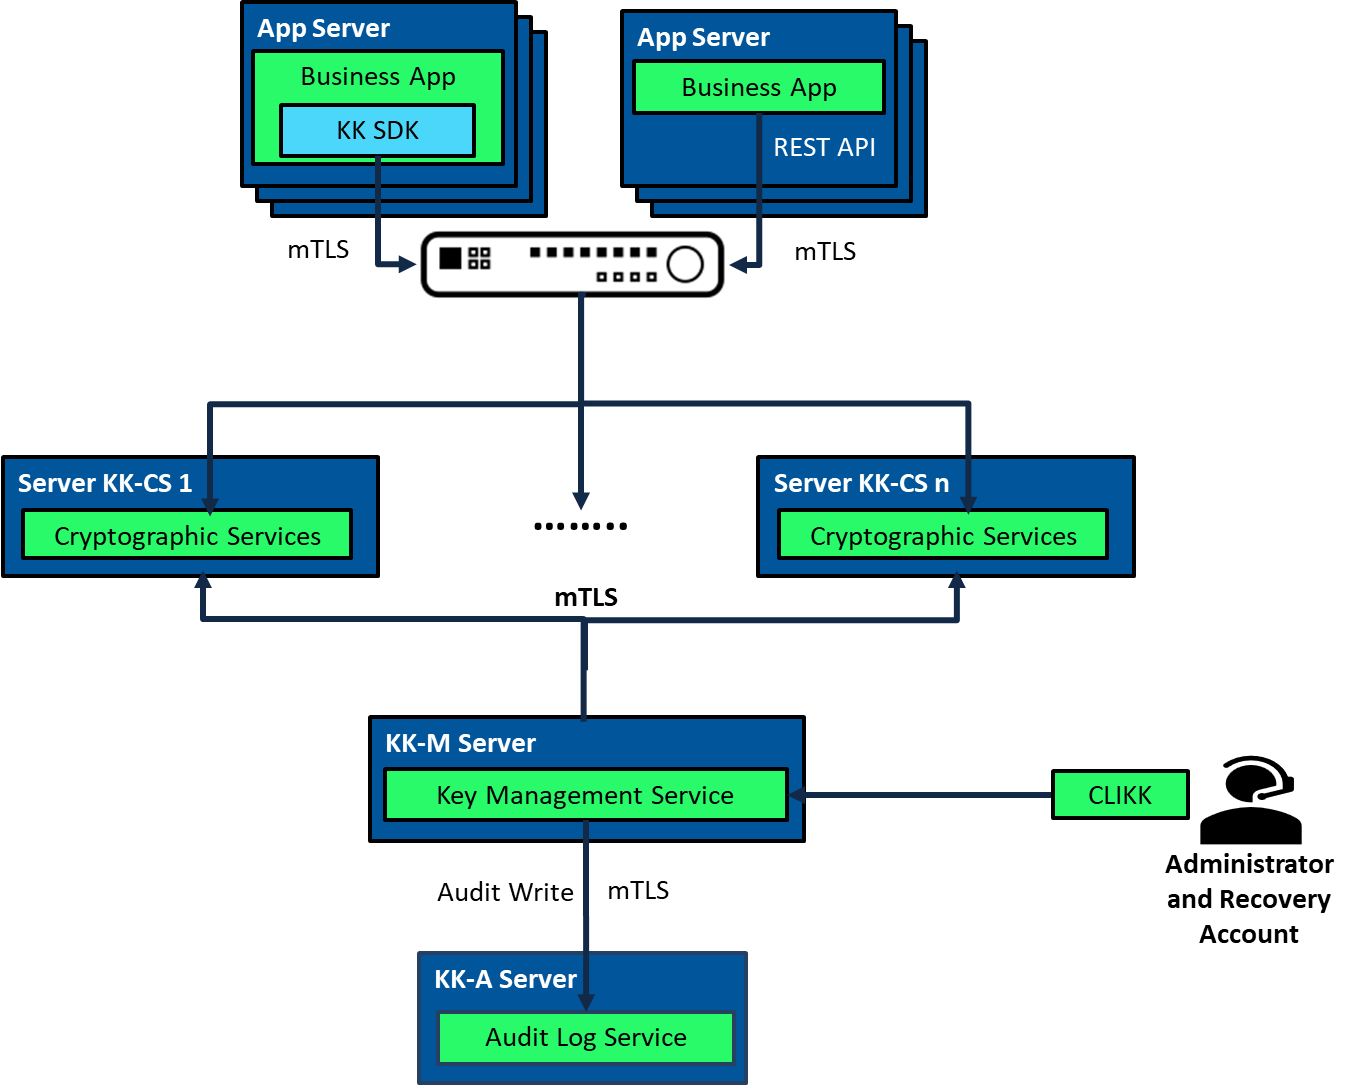 App Server
Business App
KK SDK
mTLS
App Server
Business App
REST API
mTLS
Server KK-CS 1
Cryptographic Services
........
Server KK-CS n
Cryptographic Services
mTLS
KK-M Server
Key Management Service
CLIKK
Administrator
and Recovery
Account
Audit Write
mTLS
KK-A Server
Audit Log Service